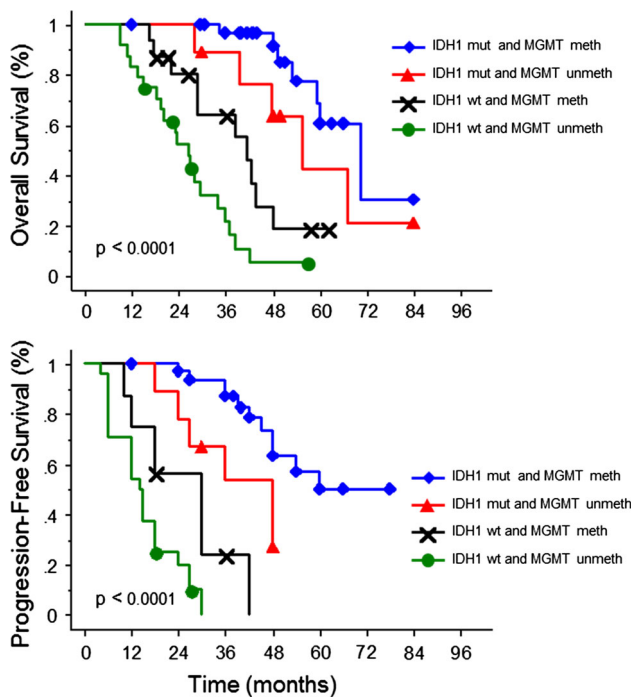 Overall Survival (%)
1
.8
.6
.4
.2
0
p < 0.0001
0 12 24 36 48 60 72 84 96
IDH1 mut and MGMT meth
IDH1 mut and MGMT unmeth
IDH1 wt and MGMT meth
IDH1 wt and MGMT unmeth
Progression-Free Survival (%)
1
.8
.6
.4
.2
0
p < 0.0001
0 12 24 36 48 60 72 84 96
Time (months)
IDH1 mut and MGMT meth
IDH1 mut and MGMT unmeth
IDH1 wt and MGMT meth
IDH1 wt and MGMT unmeth